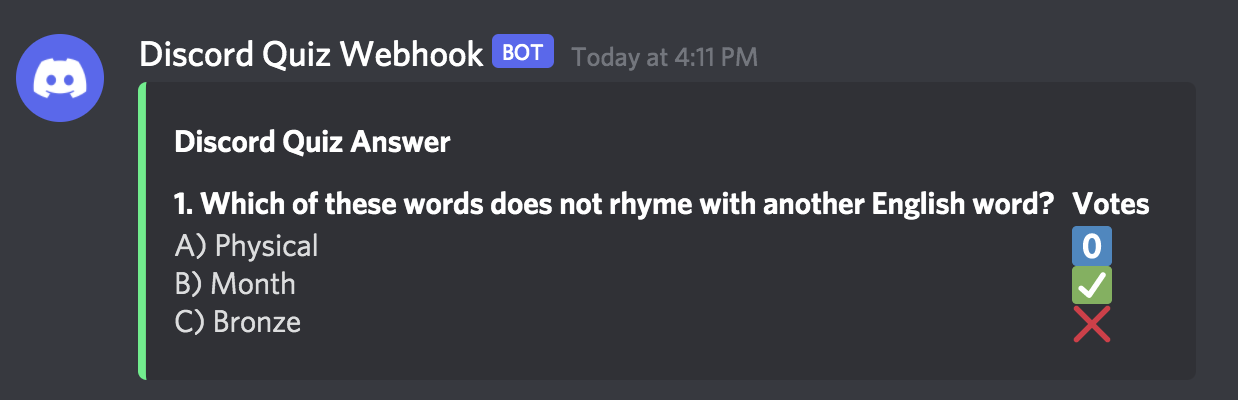 Discord Quiz Webhook BOT Today at 4:11 PM
Discord Quiz Answer
1. Which of these words does not rhyme with another English word? Votes
A) Physical 0
B) Month ✅
C) Bronze ❌